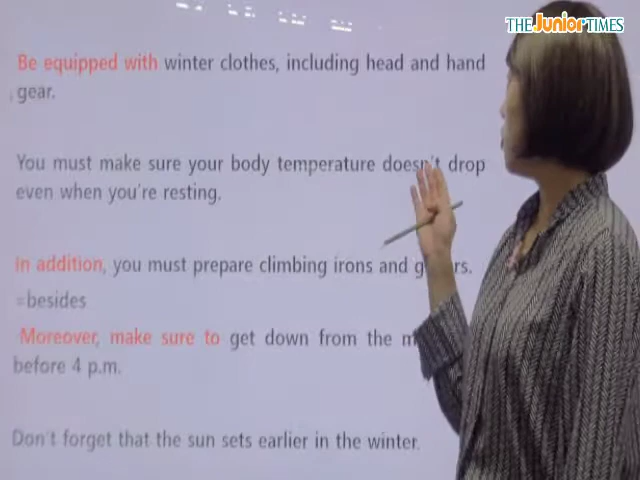 THE Junior TIMES
Be equipped with winter clothes, including head and hand
gear.
You must make sure your body temperature doesn't drop
even when you're resting.
In addition, you must prepare climbing irons and
=besides
Moreover, make sure to get down from the
before 4 p.m.
Don't forget that the sun sets earlier in the winter.